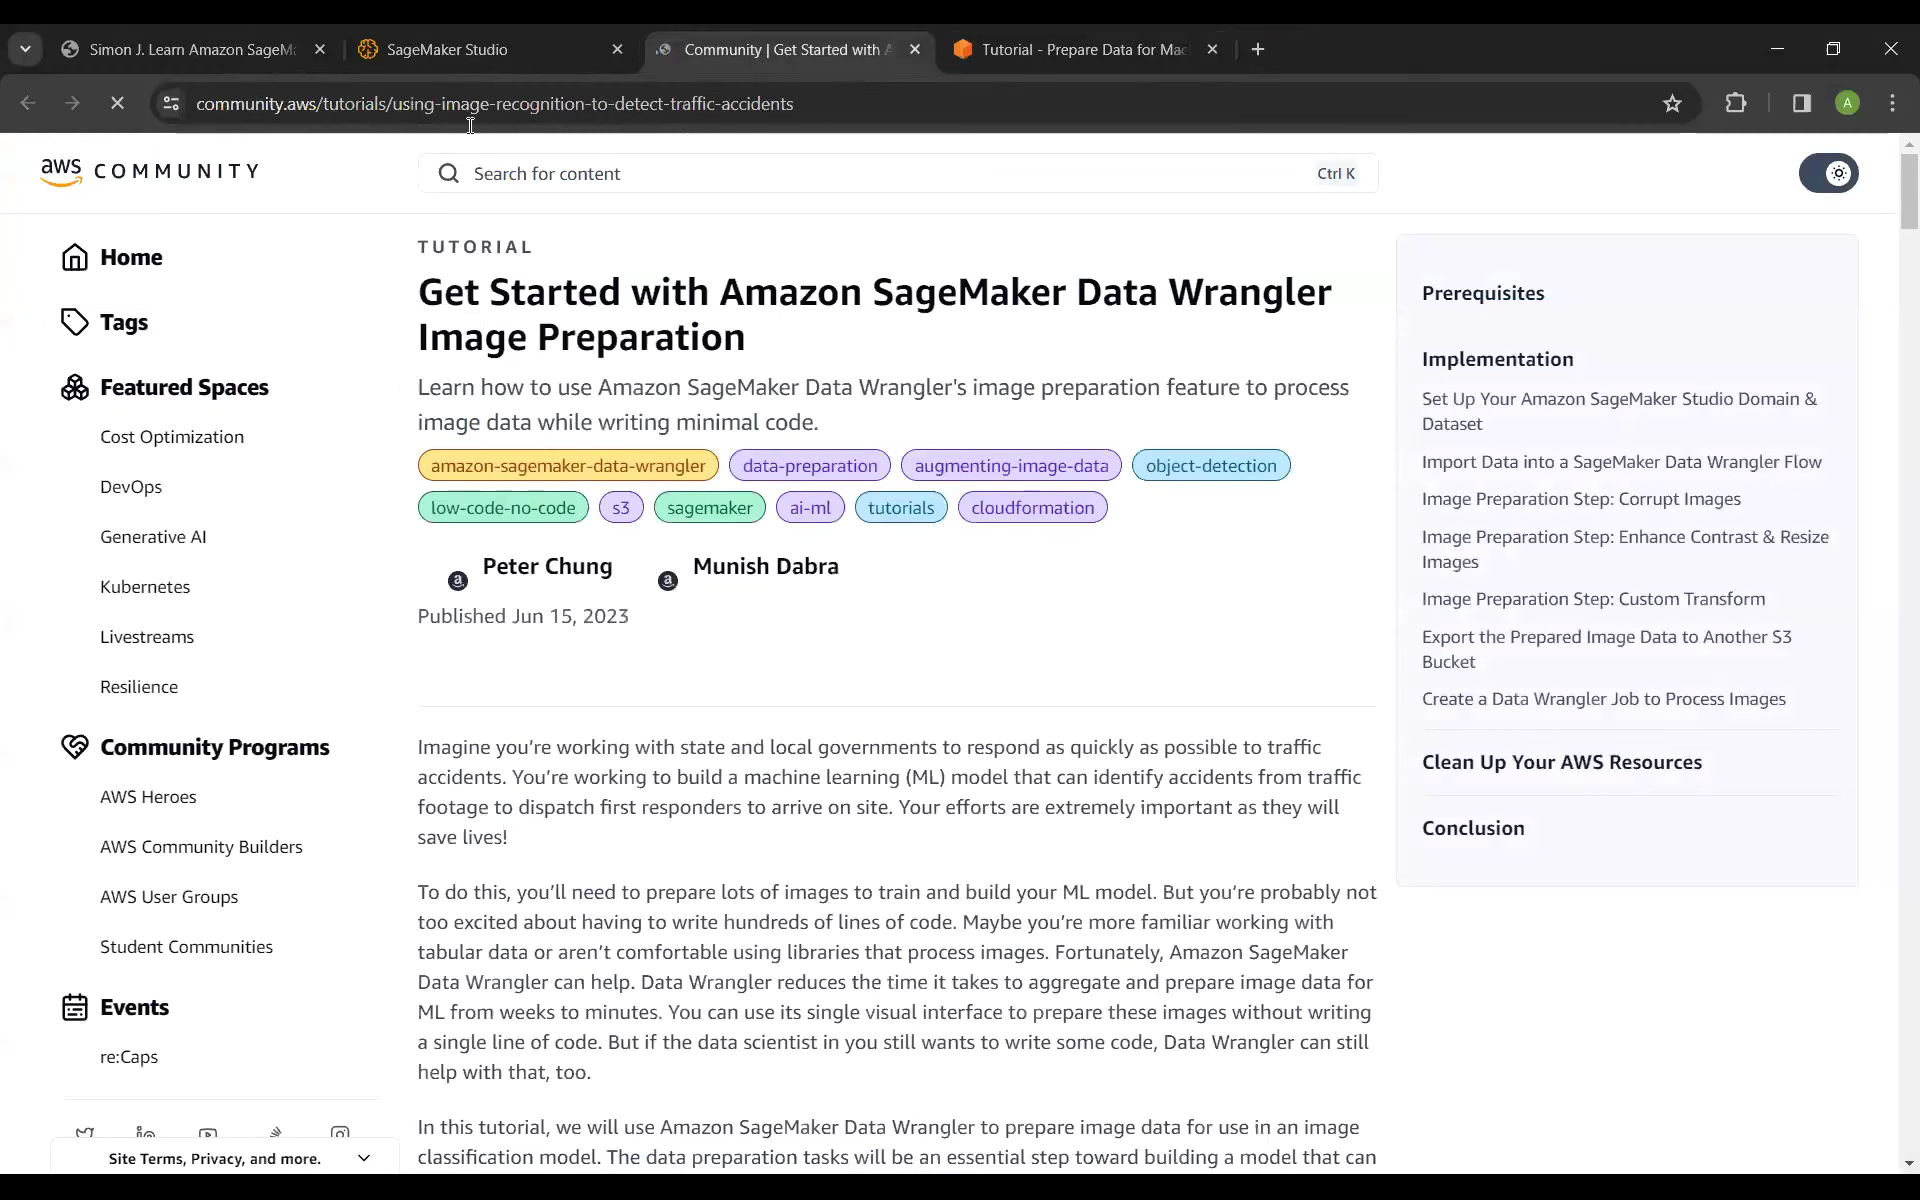 Simon J. Learn Amazon SageM
SageMaker Studio
Community | Get Started with A
Tutorial - Prepare Data for Mac
community.aws/tutorials/using-image-recognition-to-detect-traffic-accidents
A
aws COMMUNITY
Search for content
Ctrl K
Home
Tags
Featured Spaces
Cost Optimization
DevOps
Generative AI
Kubernetes
Livestreams
Resilience
Community Programs
AWS Heroes
AWS Community Builders
AWS User Groups
Student Communities
Events
re:Caps
Site Terms, Privacy, and more.
TUTORIAL
Get Started with Amazon SageMaker Data Wrangler
Image Preparation
Learn how to use Amazon SageMaker Data Wrangler's image preparation feature to process
image data while writing minimal code.
amazon-sagemaker-data-wrangler data-preparation augmenting-image-data object-detection
low-code-no-code s3 sagemaker ai-ml tutorials cloudformation
a Peter Chung a Munish Dabra
Published Jun 15, 2023
Imagine you’re working with state and local governments to respond as quickly as possible to traffic
accidents. You’re working to build a machine learning (ML) model that can identify accidents from traffic
footage to dispatch first responders to arrive on site. Your efforts are extremely important as they will
save lives!
To do this, you’ll need to prepare lots of images to train and build your ML model. But you’re probably not
too excited about having to write hundreds of lines of code. Maybe you’re more familiar working with
tabular data or aren’t comfortable using libraries that process images. Fortunately, Amazon SageMaker
Data Wrangler can help. Data Wrangler reduces the time it takes to aggregate and prepare image data for
ML from weeks to minutes. You can use its single visual interface to prepare these images without writing
a single line of code. But if the data scientist in you still wants to write some code, Data Wrangler can still
help with that, too.
In this tutorial, we will use Amazon SageMaker Data Wrangler to prepare image data for use in an image
classification model. The data preparation tasks will be an essential step toward building a model that can
Prerequisites
Implementation
Set Up Your Amazon SageMaker Studio Domain &
Dataset
Import Data into a SageMaker Data Wrangler Flow
Image Preparation Step: Corrupt Images
Image Preparation Step: Enhance Contrast & Resize
Images
Image Preparation Step: Custom Transform
Export the Prepared Image Data to Another S3
Bucket
Create a Data Wrangler Job to Process Images
Clean Up Your AWS Resources
Conclusion